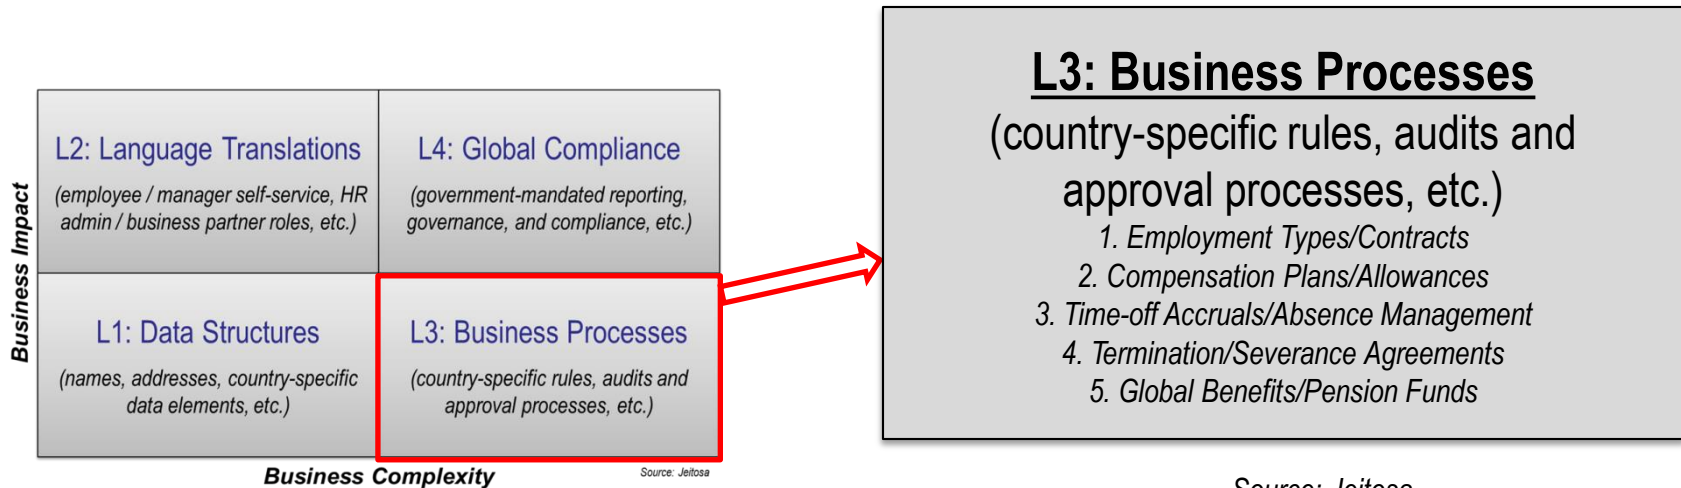 Business Impact
L2: Language Translations
(employee / manager self-service, HR
admin / business partner roles, etc.)
L4: Global Compliance
(government-mandated reporting,
governance, and compliance, etc.)
L1: Data Structures
(names, addresses, country-specific
data elements, etc.)
L3: Business Processes
(country-specific rules, audits and
approval processes, etc.)
Business Complexity
Source: Jeitosa
L3: Business Processes
(country-specific rules, audits and
approval processes, etc.)
1. Employment Types/Contracts
2. Compensation Plans/Allowances
3. Time-off Accruals/Absence Management
4. Termination/Severance Agreements
5. Global Benefits/Pension Funds
Source: Jeitosa